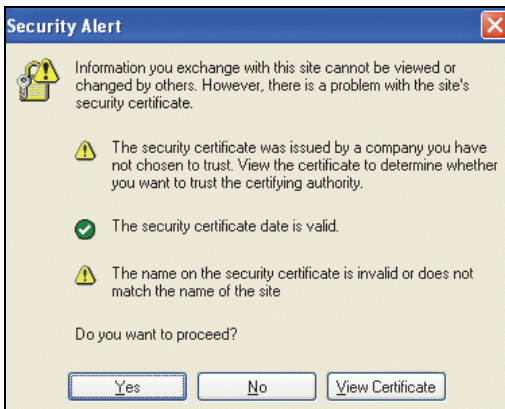 Security Alert
Information you exchange with this site cannot be viewed or
changed by others. However, there is a problem with the site's
security certificate.
The security certificate was issued by a company you have
not chosen to trust. View the certificate to determine whether
you want to trust the certifying authority.
The security certificate date is valid.
The name on the security certificate is invalid or does not
match the name of the site
Do you want to proceed?
Yes
No
View Certificate